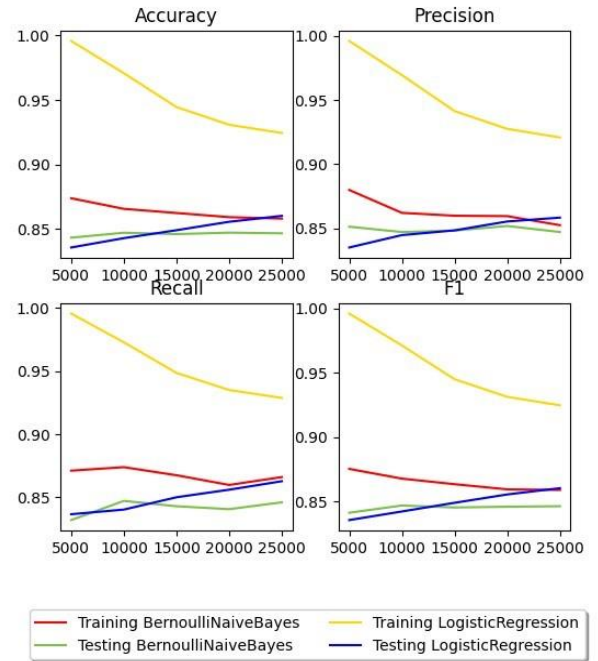 Accuracy
Precision
1.00
0.95
0.90
0.85
5000 10000 15000 20000 25000
1.00
0.95
0.90
0.85
5000 10000 15000 20000 25000
Recall
F1
1.00
0.95
0.90
0.85
5000 10000 15000 20000 25000
1.00
0.95
0.90
0.85
5000 10000 15000 20000 25000
Training BernoulliNaiveBayes
Testing BernoulliNaiveBayes
Training LogisticRegression
Testing LogisticRegression